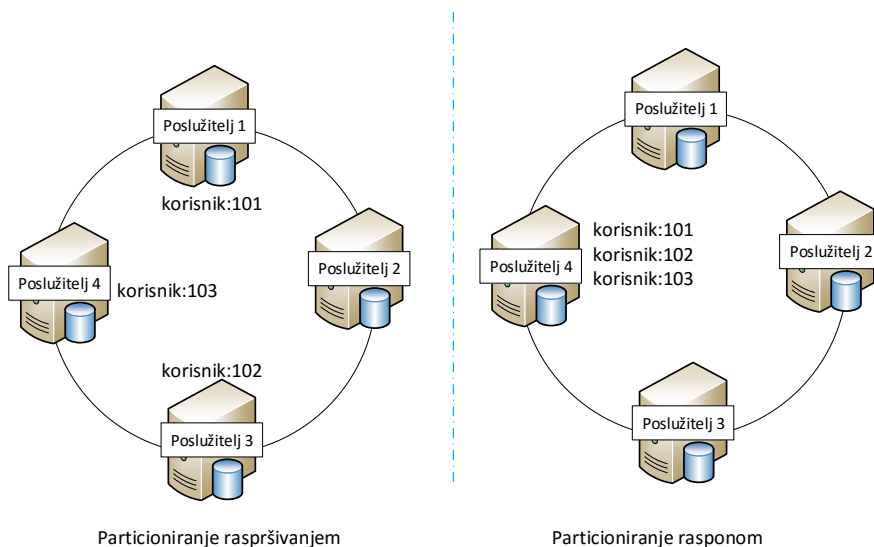 Poslužitelj 1
korisnik:101
Poslužitelj 2
Poslužitelj 4
korisnik:103
korisnik:102
Poslužitelj 3
Particioniranje raspršivanjem
Poslužitelj 1
korisnik:101
korisnik:102
korisnik:103
Poslužitelj 2
Poslužitelj 4
Poslužitelj 3
Particioniranje rasponom